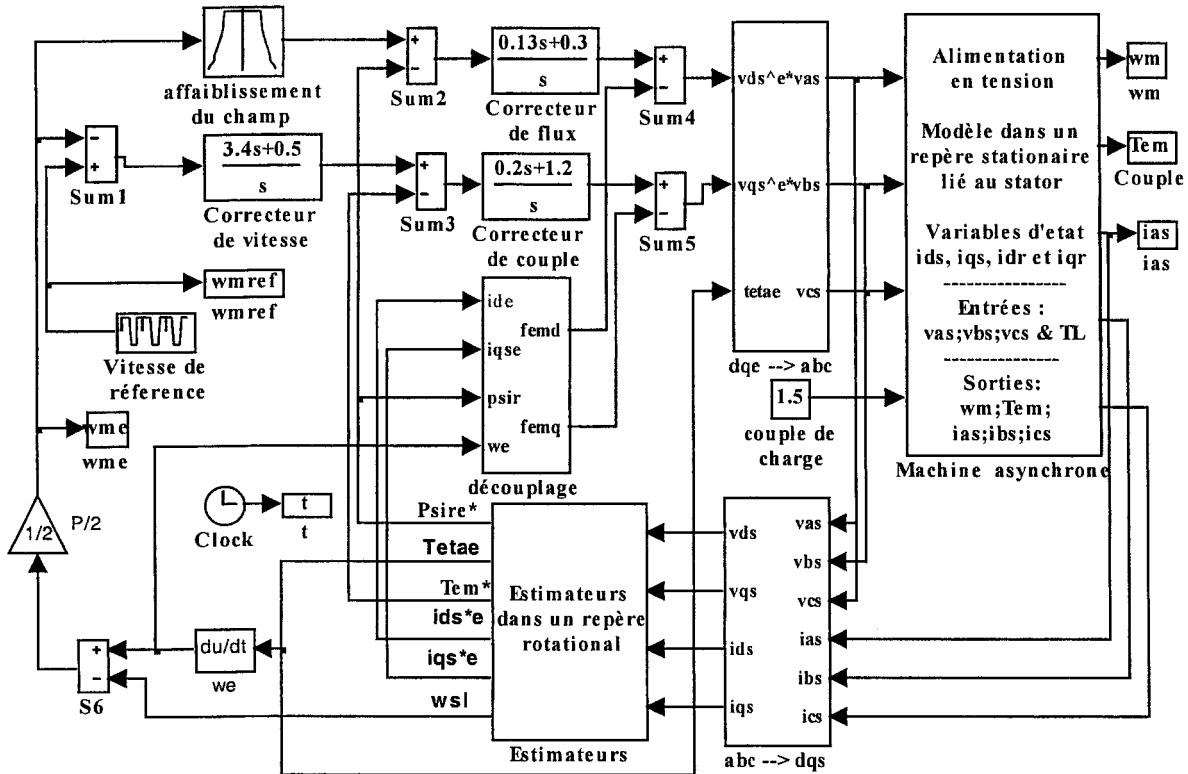 affaiblissement
du champ
+
−
Sum2
0.13s+0.3
s
Correcteur
de flux
+
−
Sum4
vds^e*vas
vqs^e*vbs
tetae
vcs
dqe --> abc
Alimentation
en tension
Modèle dans un
repère stationaire
lié au stator
Variables d'etat
ids, iqs, idr et iqr
----------------
Entrées :
vas;vbs;vcs & TL
---------------
Sorties:
wm;Tem;
ias;ibs;ics
Machine asynchrone
wm
wm
Tem
Couple
ias
ias
−
+
Sum1
3.4s+0.5
s
Correcteur
de vitesse
+
−
Sum3
0.2s+1.2
s
Correcteur
de couple
+
−
Sum5
wmref
wmref
Vitesse de
réference
ide
iqse
psir
we
femd
femq
découplage
1.5
couple de
charge
wme
wme
1/2
P/2
Clock
t
t
Psire*
Tetae
Tem*
ids*e
iqs*e
wsl
Estimateurs
dans un repère
rotational
Estimateurs
vds
vqs
ids
iqs
vas
vbs
vcs
ias
ibs
ics
abc --> dqs
+
−
S6
du/dt
we